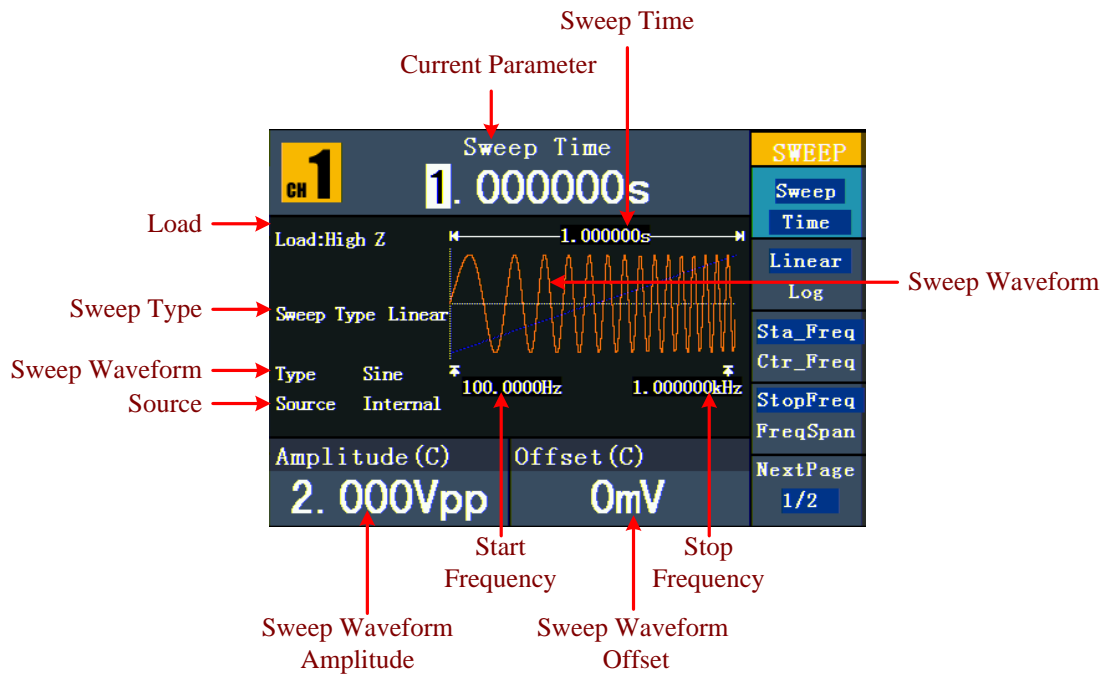 Sweep Time
Current Parameter
CH 1
Sweep Time
1.000000s
SWEEP
Sweep
Time
Load
Load:High Z
1.000000s
Linear
Log
Sweep Waveform
Sweep Type
Sweep Type Linear
Sta_Freq
Ctr_Freq
Sweep Waveform
Type Sine
Source
Source Internal
100.0000Hz
1.000000kHz
StopFreq
FreqSpan
Amplitude(C)
Offset(C)
2.000Vpp
0mV
NextPage
1/2
Start
Frequency
Stop
Frequency
Sweep Waveform
Amplitude
Sweep Waveform
Offset